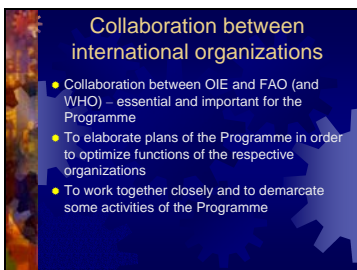 Collaboration between
international organizations
Collaboration between OIE and FAO (and
WHO) – essential and important for the
Programme
To elaborate plans of the Programme in order
to optimize functions of the respective
organizations
To work together closely and to demarcate
some activities of the Programme